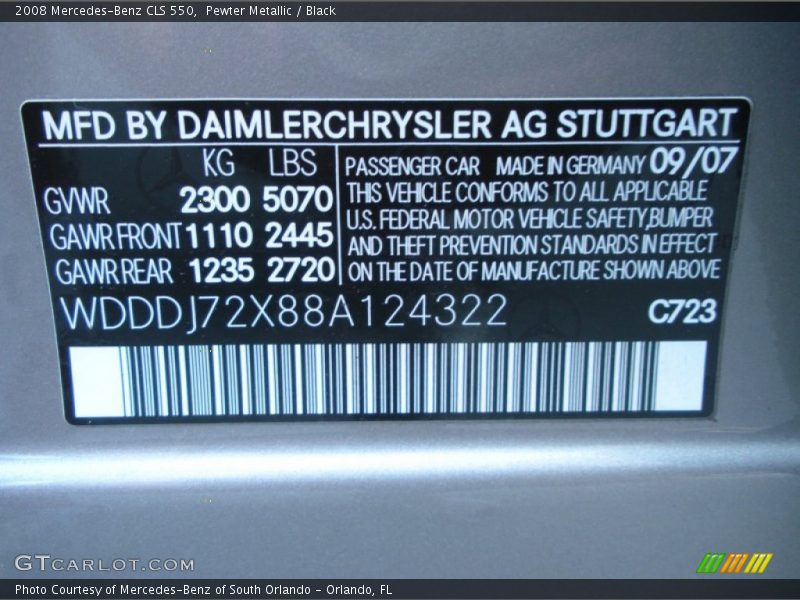 2008 Mercedes-Benz CLS 550, Pewter Metallic / Black
MFD BY DAIMLERCHRYSLER AG STUTTGART
KG LBS
GVWR 2300 5070
GAWR FRONT 1110 2445
GAWR REAR 1235 2720
PASSENGER CAR MADE IN GERMANY 09/07
THIS VEHICLE CONFORMS TO ALL APPLICABLE
U.S. FEDERAL MOTOR VEHICLE SAFETY,BUMPER
AND THEFT PREVENTION STANDARDS IN EFFECT
ON THE DATE OF MANUFACTURE SHOWN ABOVE
WDDDJ72X88A124322 C723
GTCARLOT.COM
Photo Courtesy of Mercedes-Benz of South Orlando - Orlando, FL